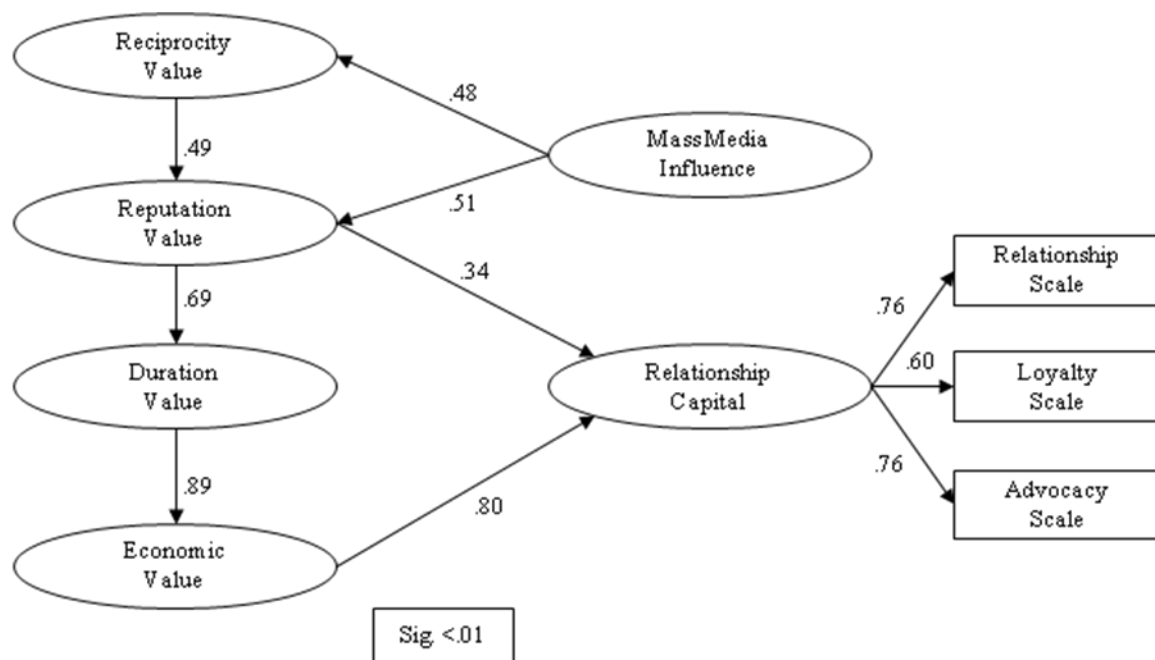 Reciprocity
Value
.48
MassMedia
Influence
.49
.51
Reputation
Value
.34
Relationship
Scale
.69
.76
Duration
Value
Relationship
Capital
.60
Loyalty
Scale
.89
.80
.76
Advocacy
Scale
Economic
Value
Sig. <.01